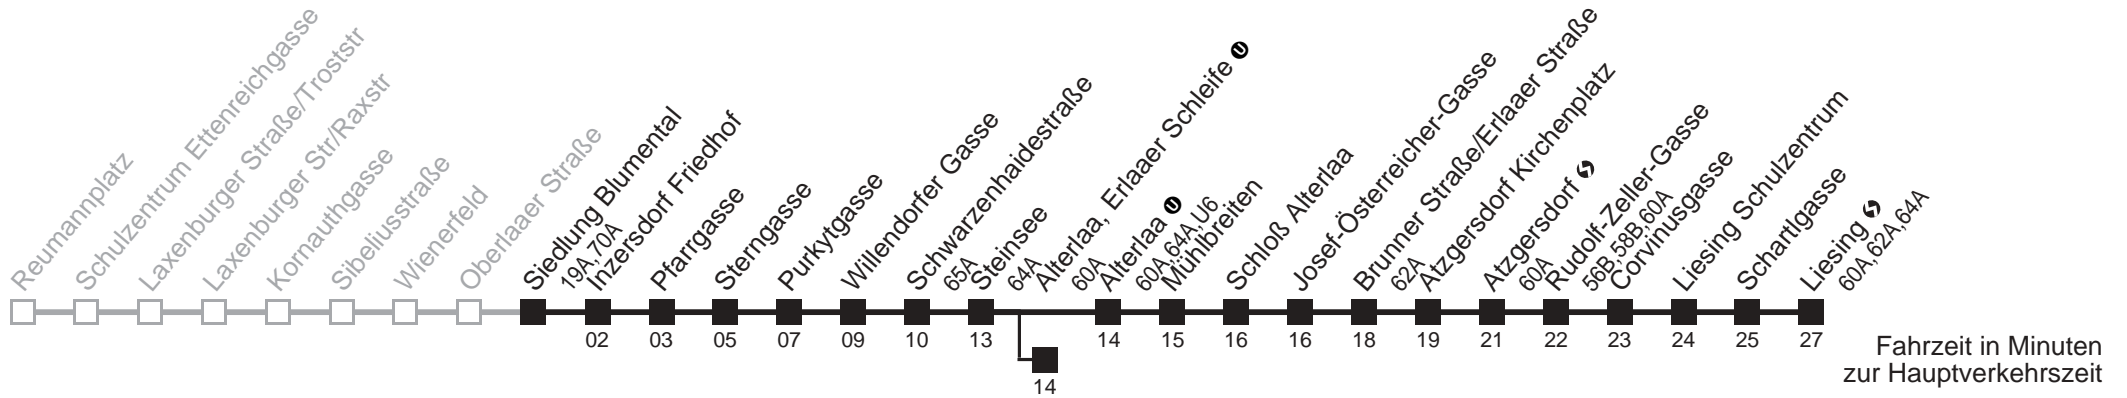 Reumannplatz
Schulzentrum Ettenreichgasse
Laxenburger Straße/Troststr
Laxenburger Str/Raxstr
Kornauthgasse
Sibeliusstraße
Wienerfeld
Oberlaaer Straße
Siedlung Blumental
19A,70A
Inzersdorf Friedhof
Pfarrgasse
Sterngasse
Purkytgasse
Willendorfer Gasse
Schwarzenhaidestraße
65A
Steinsee
64A
Alterlaa, Erlaaer Schleife U
60A
Alterlaa U
60A,64A,U6
Mühlbreiten
Schloß Alterlaa
Josef-Österreicher-Gasse
Brunner Straße/Erlaaer Straße
62A
Atzgersdorf Kirchenplatz
Atzgersdorf
60A
Rudolf-Zeller-Gasse
56B,58B,60A
Corvinusgasse
Liesing Schulzentrum
Schartlgasse
Liesing
60A,62A,64A
02 03 05 07 09 10 13 14 15 16 16 18 19 21 22 23 24 25 27
14
Fahrzeit in Minuten
zur Hauptverkehrszeit